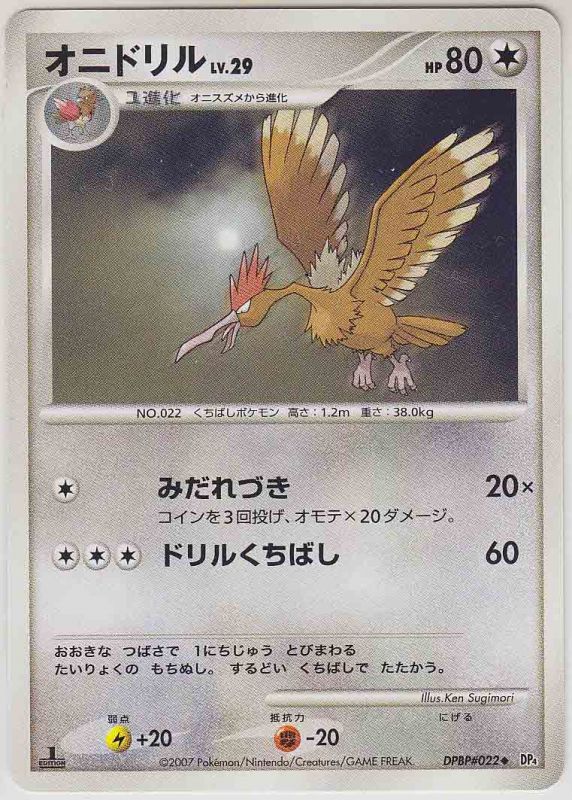 オニドリル LV.29 HP 80
1進化 オニスズメから進化
NO.022 くちばしポケモン 高さ:1.2m 重さ:38.0kg
みだれづき 20×
コインを3回投げ、オモテ×20ダメージ。
ドリルくちばし 60
おおきな つばさで 1にちじゅう とびまわる
たいりょくの もちぬし。 するどい くちばしで たたかう。
Illus.Ken Sugimori
弱点 抵抗力 にげる
+20 -20
1 EDITION ©2007 Pokémon/Nintendo/Creatures/GAME FREAK. DPBP#022◆ DP4